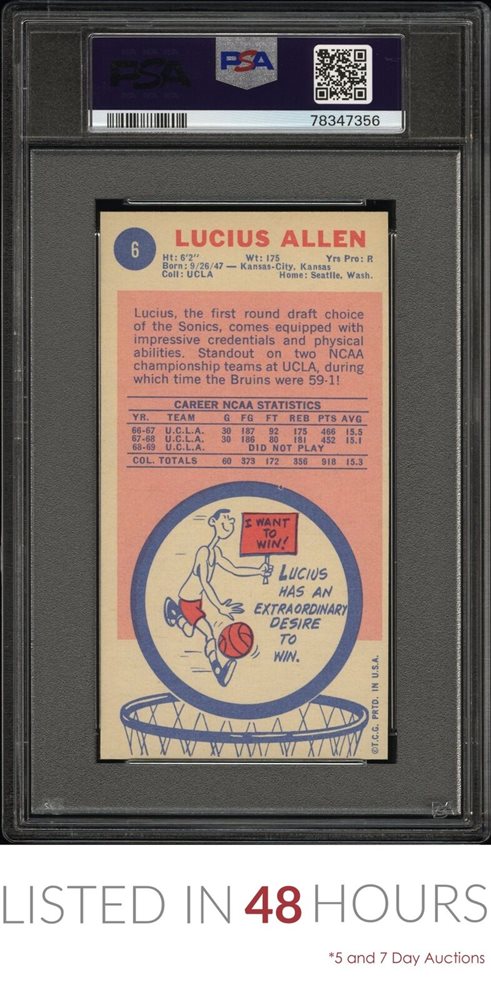 PSA
PSA
78347356
6
LUCIUS ALLEN
Ht: 6'2" Wt: 175 Yrs Pro: R
Born: 9/26/47 — Kansas-City, Kansas
Coll: UCLA Home: Seattle, Wash.
Lucius, the first round draft choice
of the Sonics, comes equipped with
impressive credentials and physical
abilities. Standout on two NCAA
championship teams at UCLA, during
which time the Bruins were 59-1!
CAREER NCAA STATISTICS
YR. TEAM G FG FT REB PTS AVG
66-67 U.C.L.A. 30 187 92 175 466 15.5
67-68 U.C.L.A. 30 186 80 181 452 15.1
68-69 U.C.L.A. DID NOT PLAY
COL. TOTALS 60 373 172 356 918 15.3
I WANT
TO
WIN!
LUCIUS
HAS AN
EXTRAORDINARY
DESIRE
TO
WIN.
©T.C.G. PRTD. IN U.S.A.
PSA
LISTED IN 48 HOURS
*5 and 7 Day Auctions